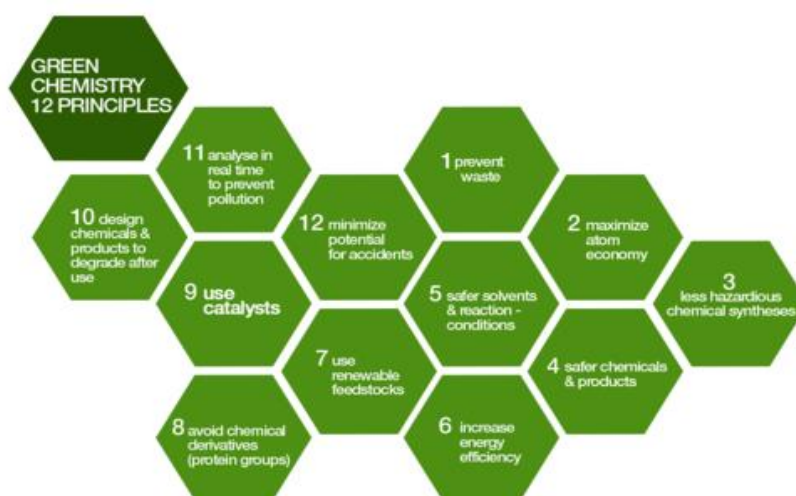 GREEN
CHEMISTRY
12 PRINCIPLES
11 analyse in
real time
to prevent
pollution
1 prevent
waste
10 design
chemicals &
products to
degrade after
use
12 minimize
potential
for accidents
2 maximize
atom
economy
3
less hazardious
chemical syntheses
9 use
catalysts
5 safer solvents
& reaction -
conditions
7 use
renewable
feedstocks
4 safer chemicals
& products
8 avoid chemical
derivatives
(protein groups)
6 increase
energy
efficiency